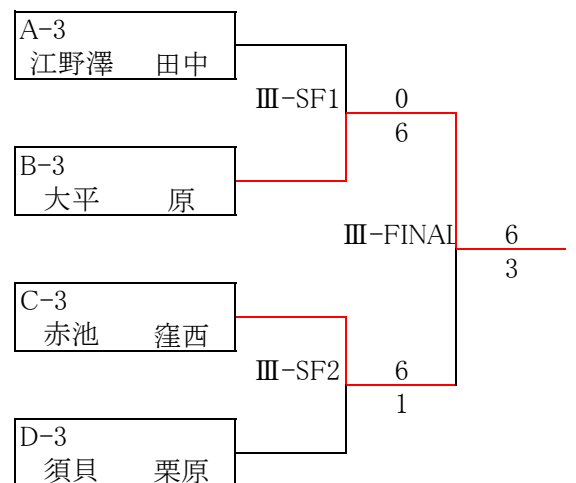 A-3
江野澤 田中
Ⅲ-SF1
0
6
B-3
大平 原
Ⅲ-FINAL
6
3
C-3
赤池 窪西
Ⅲ-SF2
6
1
D-3
須貝 栗原